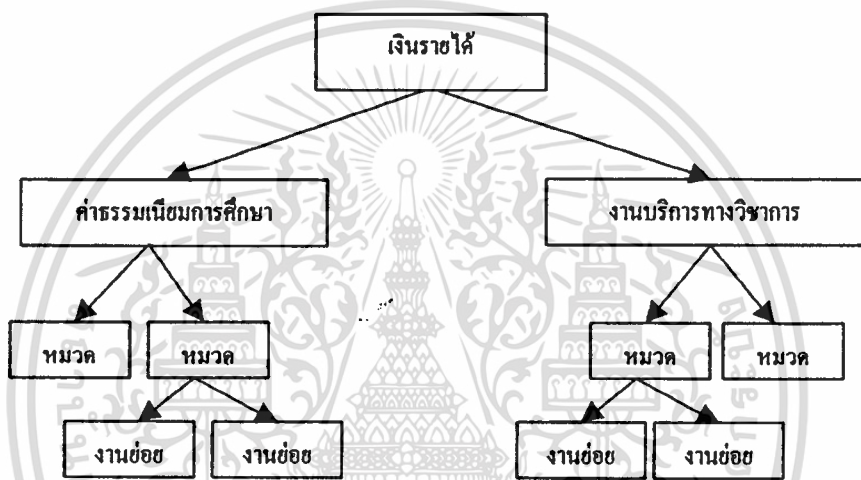 เงินรายได้
ค่าธรรมเนียมการศึกษา งานบริการทางวิชาการ
หมวด หมวด หมวด หมวด
งานย่อย งานย่อย งานย่อย งานย่อย